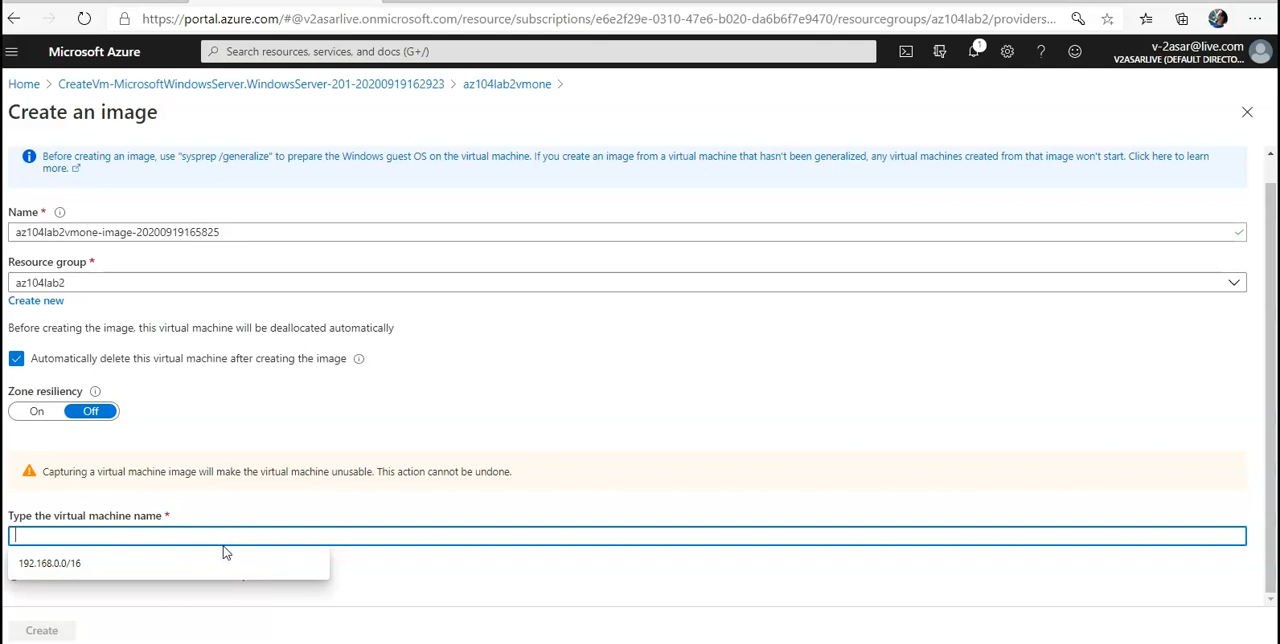 https://portal.azure.com/#@v2asarlive.onmicrosoft.com/resource/subscriptions/e6e2f29e-0310-47e6-b020-da6b6f7e9470/resourcegroups/az104lab2/providers...
Microsoft Azure
Search resources, services, and docs (G+/)
1
v-2asar@live.com
V2ASARLIVE (DEFAULT DIRECTO...
Home > CreateVm-MicrosoftWindowsServer.WindowsServer-201-20200919162923 > az104lab2vmone >
Create an image
Before creating an image, use "sysprep /generalize" to prepare the Windows guest OS on the virtual machine. If you create an image from a virtual machine that hasn't been generalized, any virtual machines created from that image won't start. Click here to learn
more.
Name *
az104lab2vmone-image-20200919165825
Resource group *
az104lab2
Create new
Before creating the image, this virtual machine will be deallocated automatically
Automatically delete this virtual machine after creating the image
Zone resiliency
On Off
Capturing a virtual machine image will make the virtual machine unusable. This action cannot be undone.
Type the virtual machine name *
192.168.0.0/16
Create